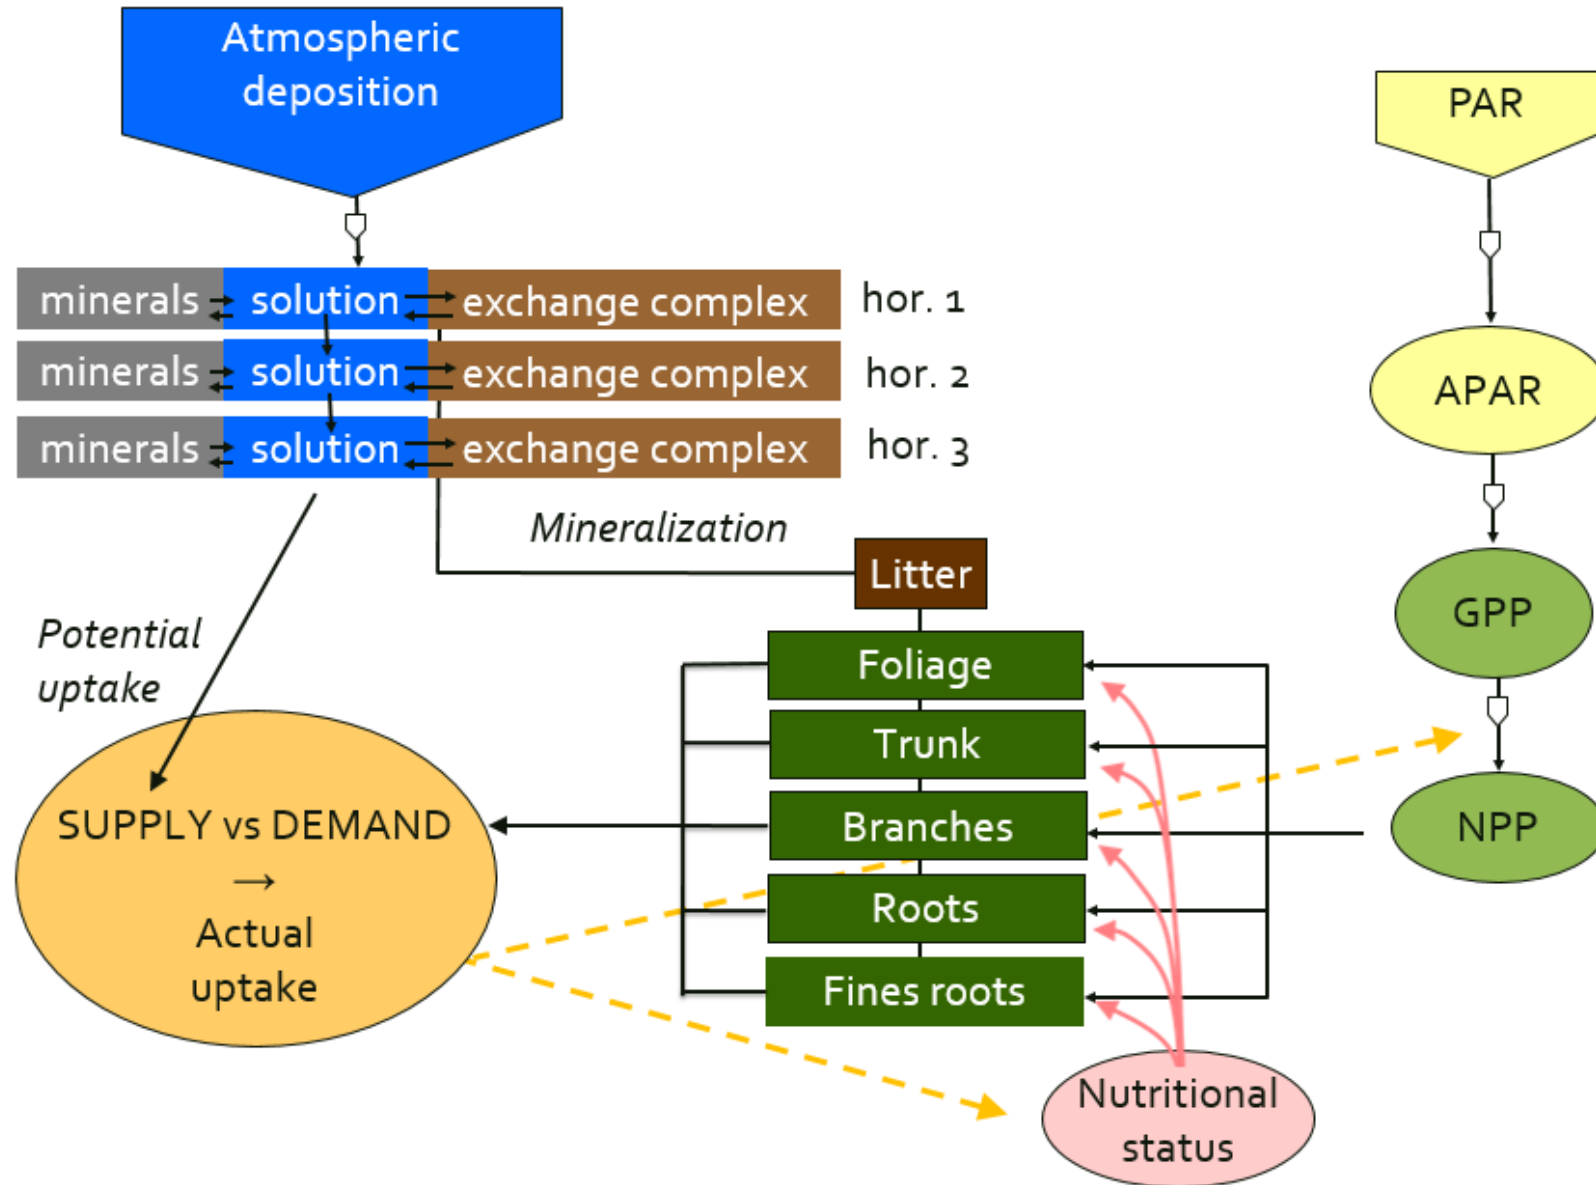 Atmospheric
deposition
PAR
minerals solution exchange complex hor. 1
minerals solution exchange complex hor. 2
minerals solution exchange complex hor. 3
APAR
Mineralization
Litter
GPP
Potential
uptake
Foliage
Trunk
Branches
Roots
Fines roots
SUPPLY vs DEMAND
→
Actual
uptake
NPP
Nutritional
status